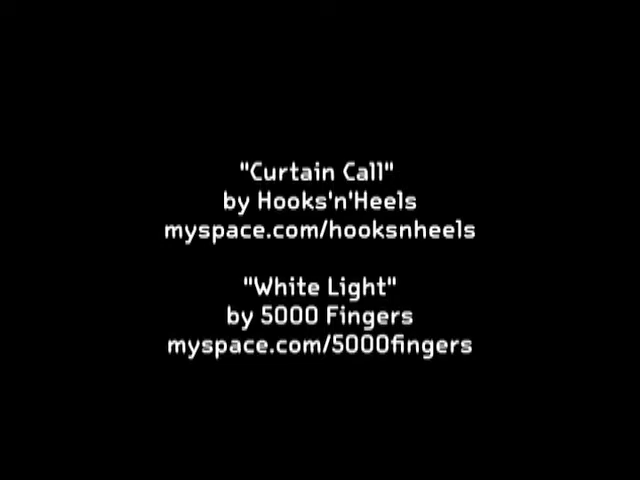 "Curtain Call"
by Hooks'n'Heels
myspace.com/hooksnheels
"White Light"
by 5000 Fingers
myspace.com/5000fingers